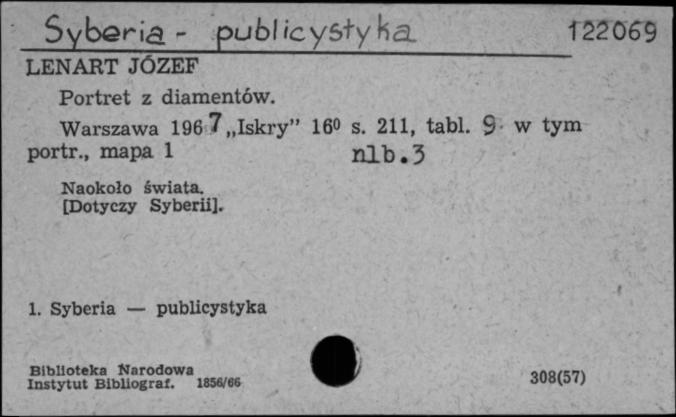 Syberia - publicystyka 122069
LENART JÓZEF
Portret z diamentów.
Warszawa 1967 „Iskry” 16⁰ s. 211, tabl. 9 w tym
portr., mapa 1 nlb.3
Naokoło świata.
[Dotyczy Syberii].
1. Syberia — publicystyka
Biblioteka Narodowa
Instytut Bibliograf. 1856/66 308(57)